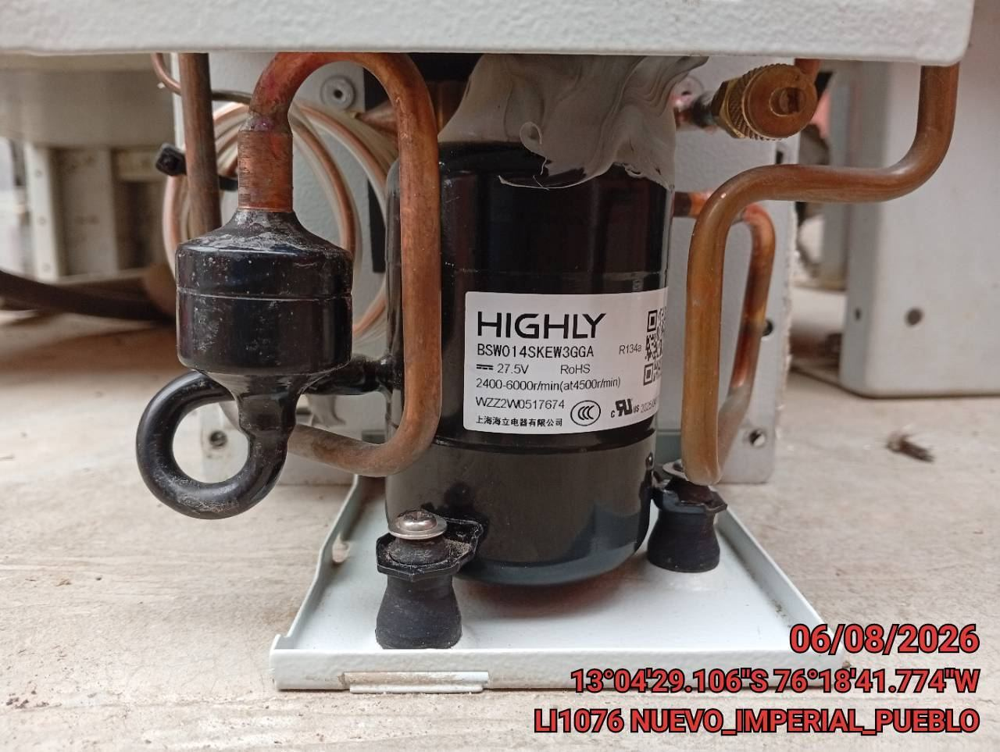 HIGHLY
BSW014SKEW3GGA R134a
27.5V RoHS
2400-6000r/min(at4500r/min)
WZZ2W0517674
上海海立电器有限公司
06/08/2026
13°04'29.106"S 76°18'41.774"W
LI1076 NUEVO_IMPERIAL_PUEBLO